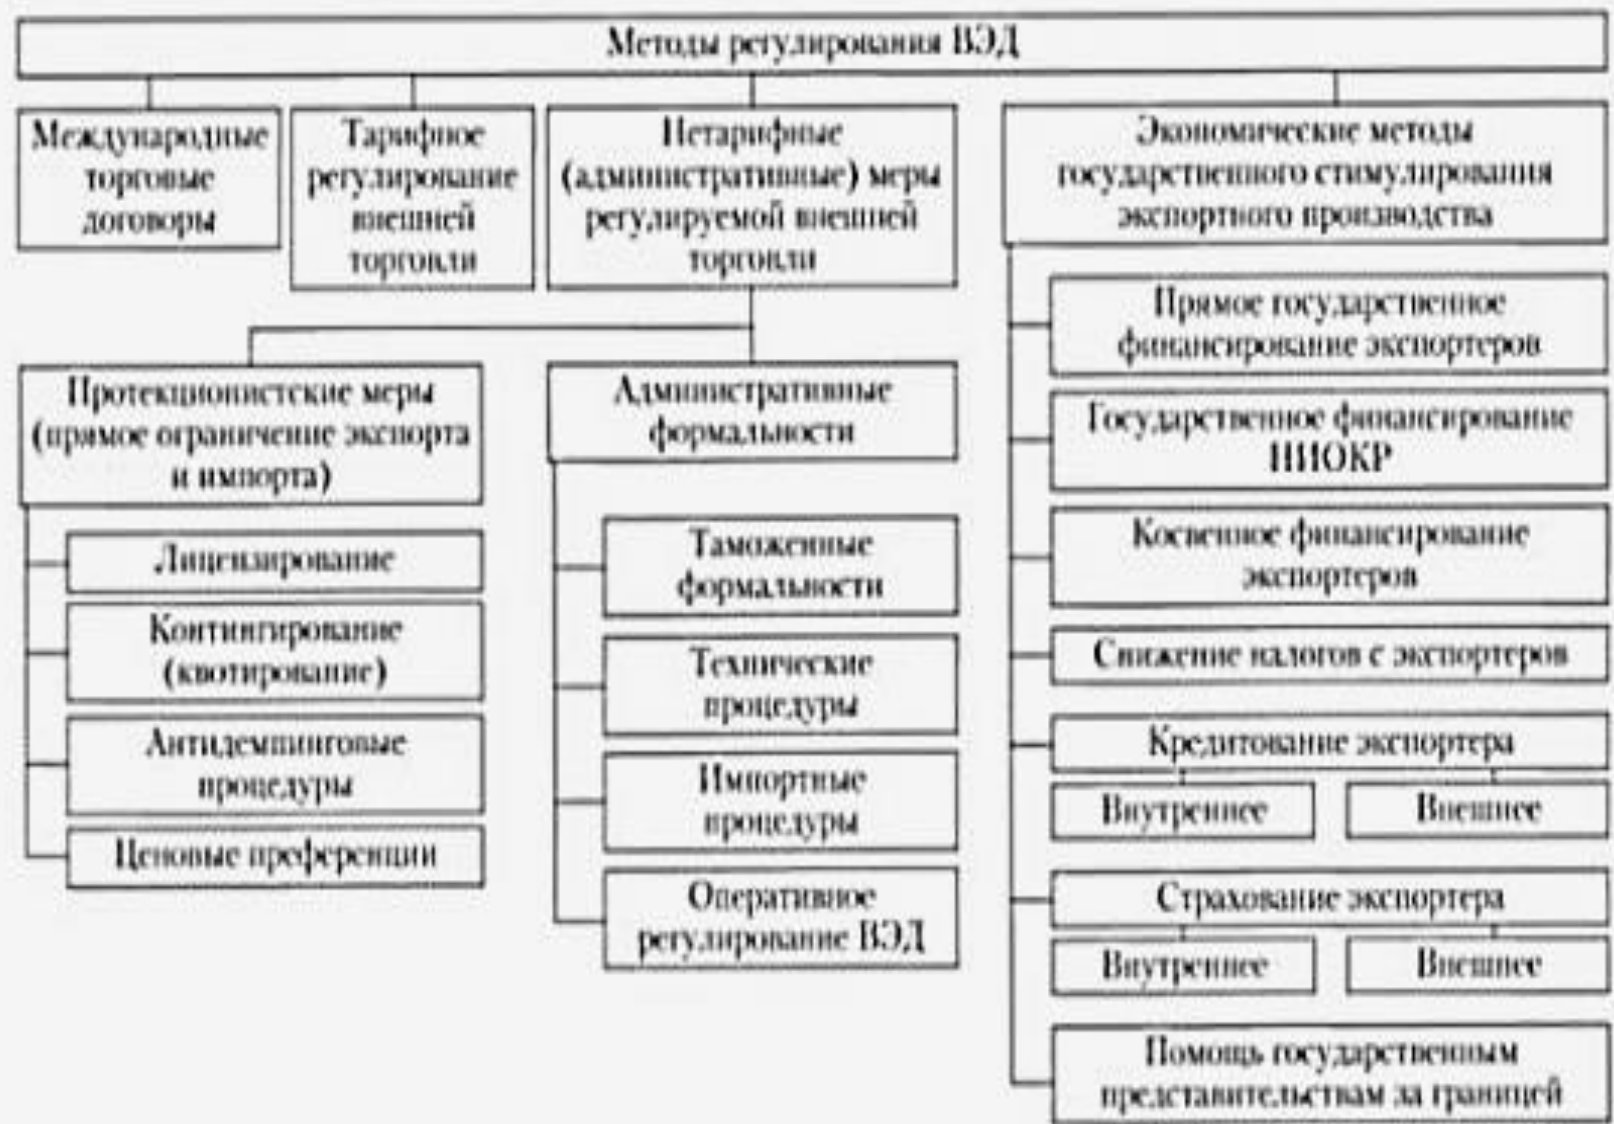 Методы регулирования ВЭД
Международные
торговые
договоры
Тарифное
регулирование
внешней
торговли
Нетарифные
(административные) меры
регулируемой внешней
торговли
Экономические методы
государственного стимулирования
экспортного производства
Протекционистские меры
(прямое ограничение экспорта
и импорта)
Лицензирование
Контингирование
(квотирование)
Антидемпинговые
процедуры
Ценовые преференции
Административные
формальности
Таможенные
формальности
Технические
процедуры
Импортные
процедуры
Оперативное
регулирование ВЭД
Прямое государственное
финансирование экспортеров
Государственное финансирование
НИОКР
Косвенное финансирование
экспортеров
Снижение налогов с экспортеров
Кредитование экспортера
Внутреннее
Внешнее
Страхование экспортера
Внутреннее
Внешнее
Помощь государственным
представительствам за границей